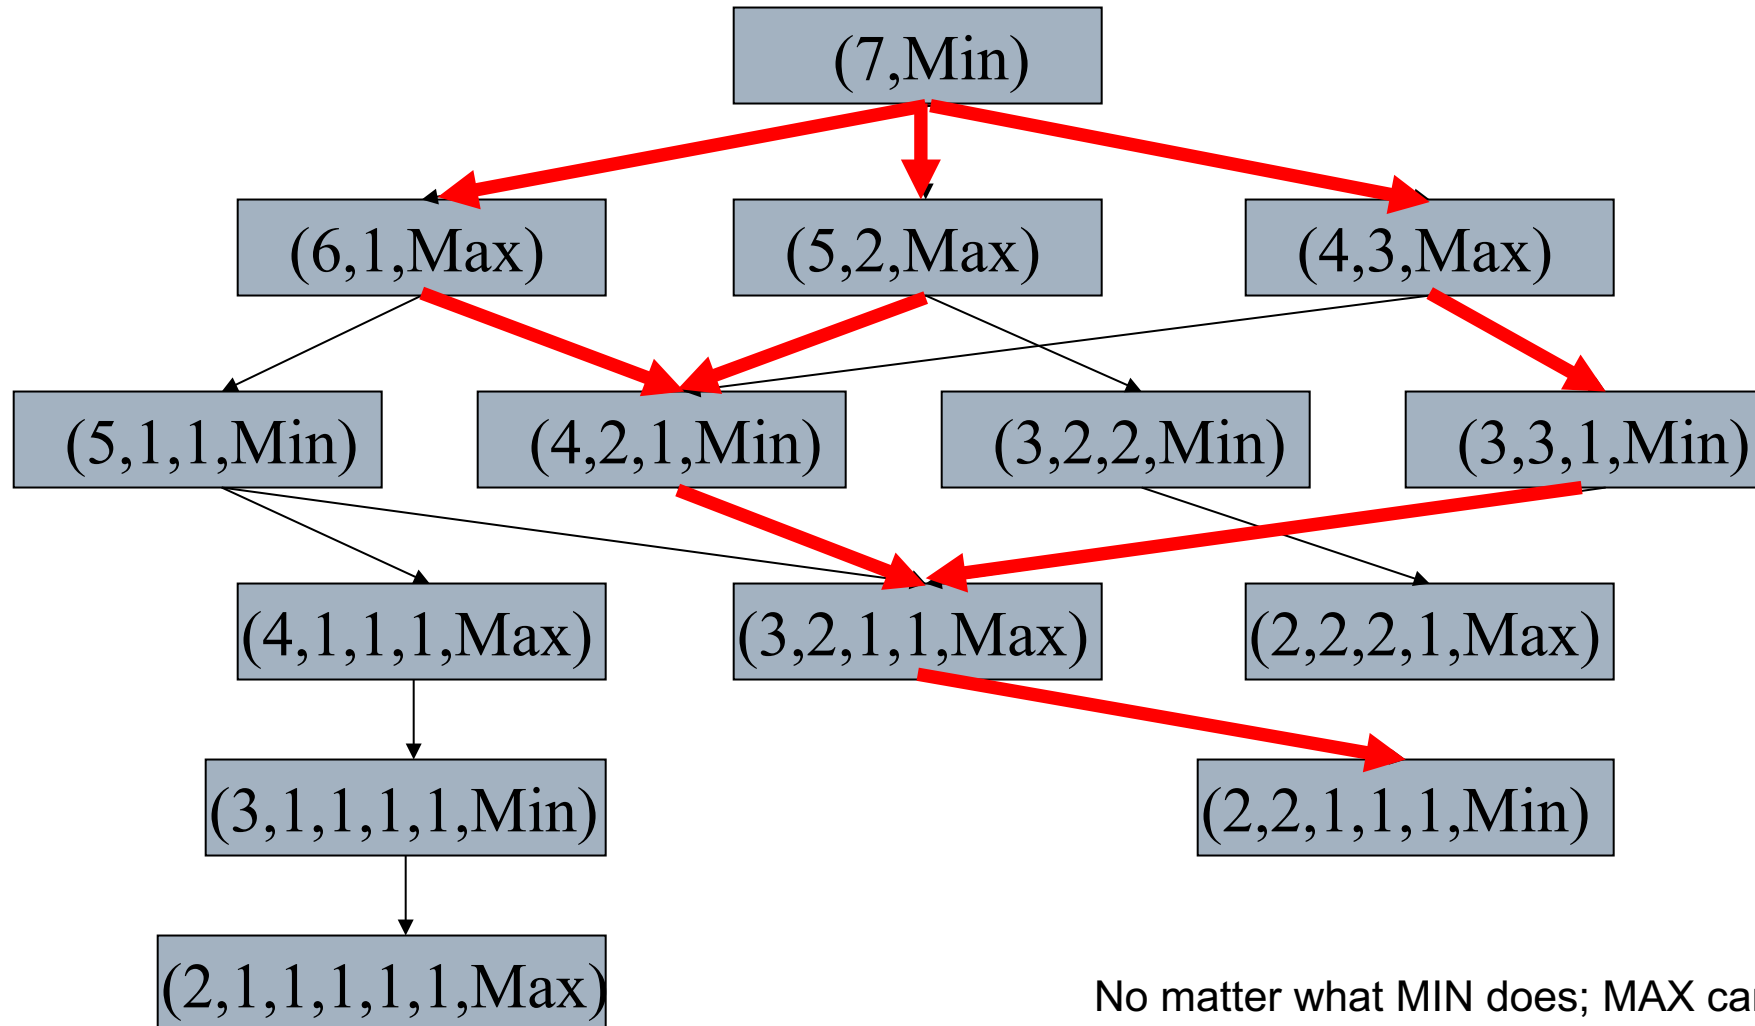 (7,Min)
(6,1,Max)
(5,2,Max)
(4,3,Max)
(5,1,1,Min)
(4,2,1,Min)
(3,2,2,Min)
(3,3,1,Min)
(4,1,1,1,Max)
(3,2,1,1,Max)
(2,2,2,1,Max)
(3,1,1,1,1,Min)
(2,2,1,1,1,Min)
(2,1,1,1,1,1,Max)
No matter what MIN does; MAX can